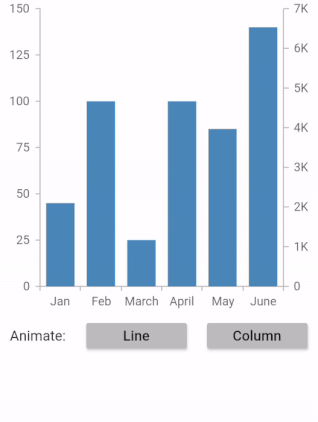 150
125
100
75
50
25
0
7K
6K
5K
4K
3K
2K
1K
0
Jan Feb March April May June
Animate: Line Column